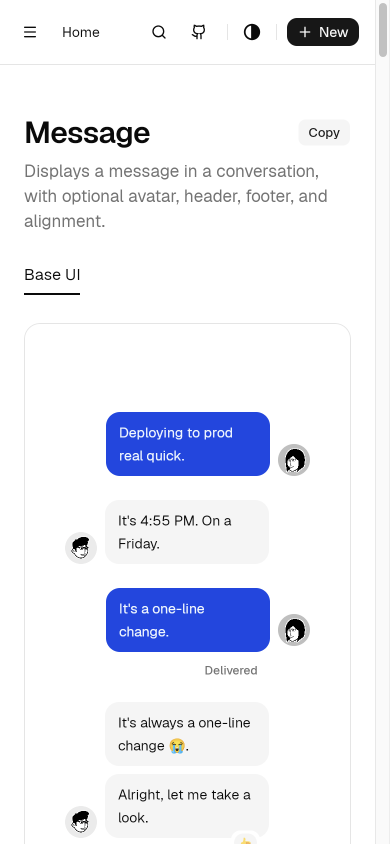 Home
New
Message
Copy
Displays a message in a conversation,
with optional avatar, header, footer, and
alignment.
Base UI
Deploying to prod
real quick.
It's 4:55 PM. On a
Friday.
It's a one-line
change.
Delivered
It's always a one-line
change 😭.
Alright, let me take a
look.